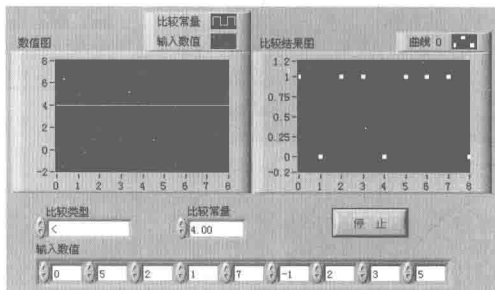 比较常量
数值图
输入数值
比较结果图
曲线 0
8
6
4
2
0
-2
0 1 2 3 4 5 6 7 8
1.2
1
0.75
0.5
0.25
0
-0.2
0 1 2 3 4 5 6 7 8
比较类型
<
比较常量
4.00
停 止
输入数值
0 5 2 1 7 -1 2 3 5